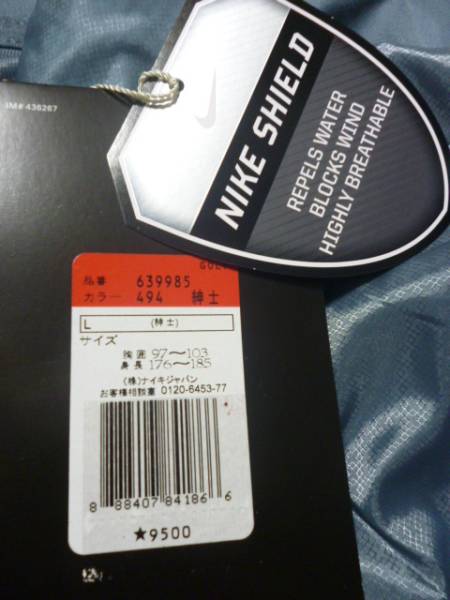 IM# 436267
NIKE SHIELD
REPELS WATER
BLOCKS WIND
HIGHLY BREATHABLE
品番 639985
カラー 494 紳士
L (紳士)
サイズ
胸囲 97〜103
身長 176〜185
(株)ナイキジャパン
お客様相談室 0120-6453-77
8 88407 84186 6
★9500